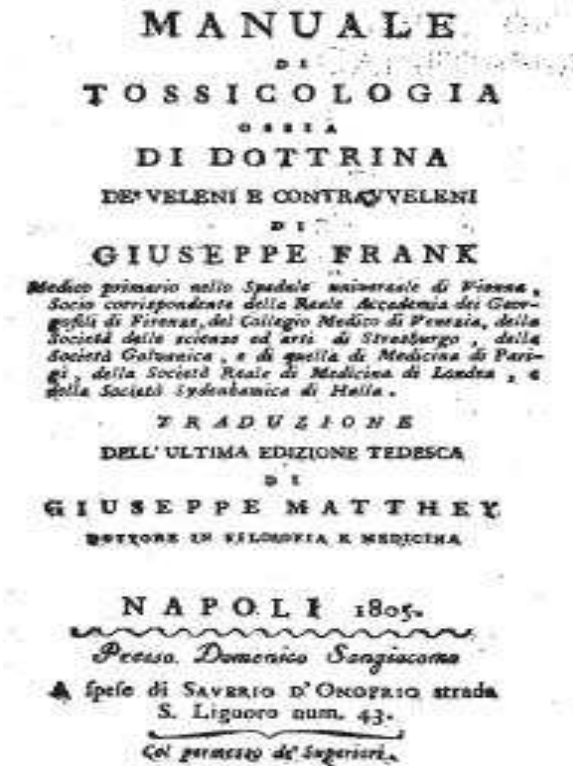 MANUALE
DI
TOSSICOLOGIA
OSSIA
DI DOTTRINA
DE' VELENI E CONTRAVVELENI
DI
GIUSEPPE FRANK
Medico primario nello Spedale universale di Vienna,
Socio corrispondente della Reale Accademia dei Geor-
gofili di Firenze, del Collegio Medico di Venezia, della
Società delle scienze ed arti di Strasburgo, della
Società Galvanica, e di quella di Medicina di Pari-
gi, della Società Reale di Medicina di Londra, e
della Società Sydenhamica di Halla.
TRADUZIONE
DELL' ULTIMA EDIZIONE TEDESCA
DI
GIUSEPPE MATTHEY
DOTTORE IN FILOSOFIA E MEDICINA
NAPOLI 1805.
Presso Domenico Sangiacomo
A spese di SAVERIO D'ONOFRIO strada
S. Liguoro num. 43.
Col permesso de' Superiori.